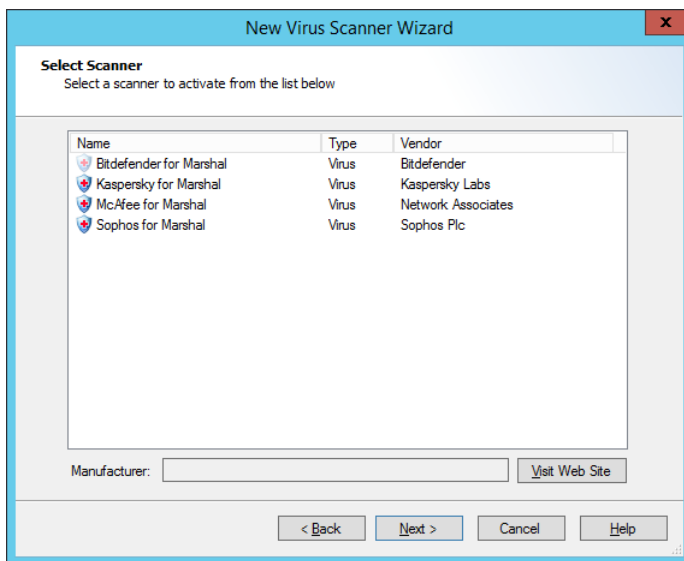 New Virus Scanner Wizard
x
Select Scanner
Select a scanner to activate from the list below
Name Type Vendor
Bitdefender for Marshal Virus Bitdefender
Kaspersky for Marshal Virus Kaspersky Labs
McAfee for Marshal Virus Network Associates
Sophos for Marshal Virus Sophos Plc
Manufacturer: Visit Web Site
< Back Next > Cancel Help